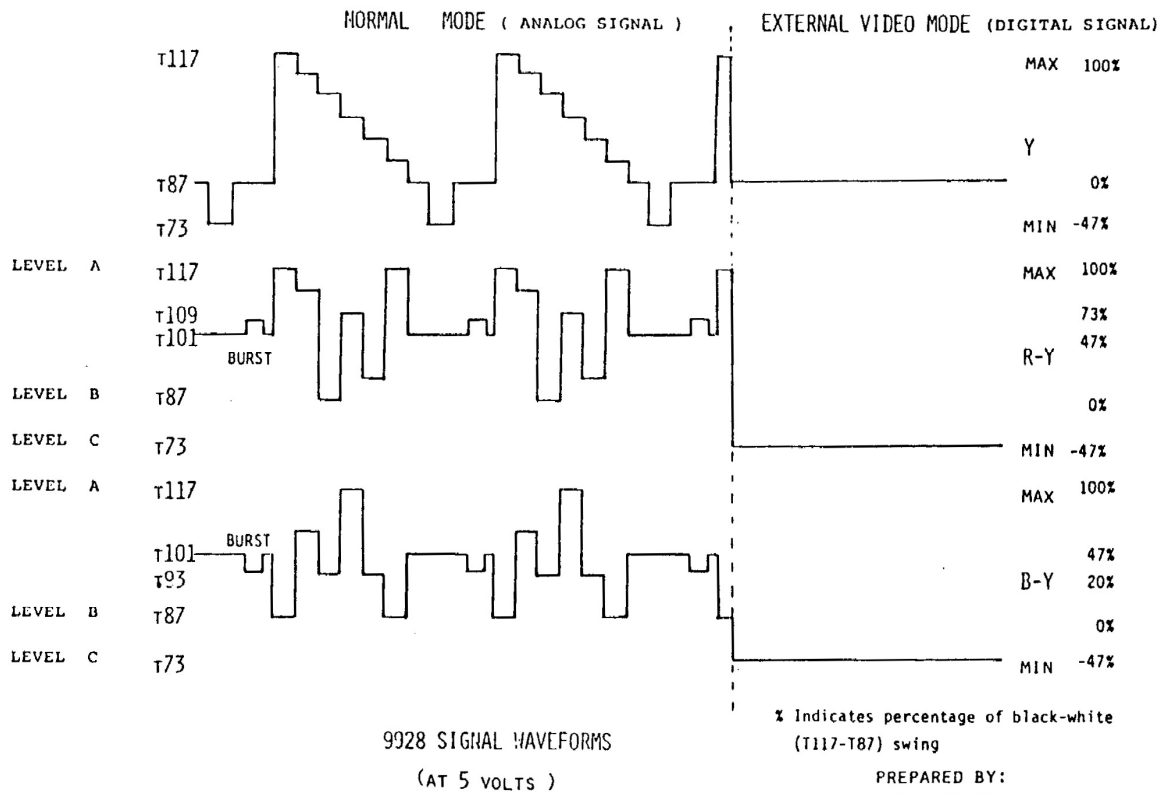 NORMAL MODE ( ANALOG SIGNAL ) EXTERNAL VIDEO MODE (DIGITAL SIGNAL)
T117 MAX 100%
Y
T87 0%
T73 MIN -47%
LEVEL A T117 MAX 100%
T109 73%
T101 47%
BURST R-Y
LEVEL B T87 0%
LEVEL C T73 MIN -47%
LEVEL A T117 MAX 100%
BURST
T101 47%
T93 B-Y 20%
LEVEL B T87 0%
LEVEL C T73 MIN -47%
% Indicates percentage of black-white
(T117-T87) swing
9928 SIGNAL WAVEFORMS
(AT 5 VOLTS )
PREPARED BY: